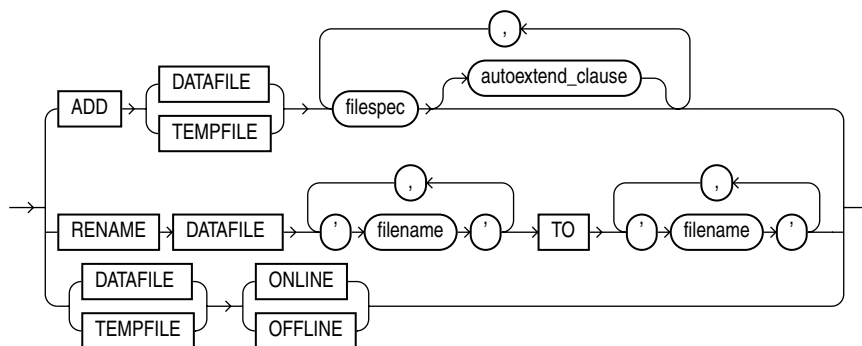 ,
DATAFILE autoextend_clause
ADD filespec
TEMPFILE
, ,
RENAME DATAFILE ' filename ' TO ' filename '
DATAFILE ONLINE
TEMPFILE OFFLINE